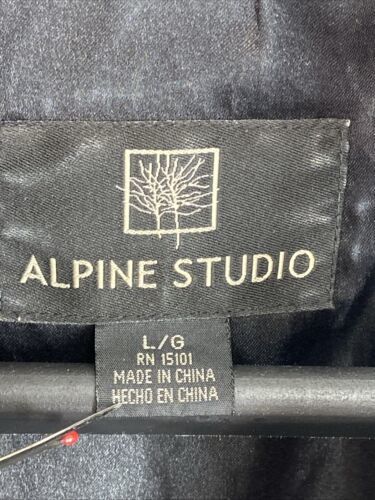 ALPINE STUDIO
L/G
RN 15101
MADE IN CHINA
HECHO EN CHINA